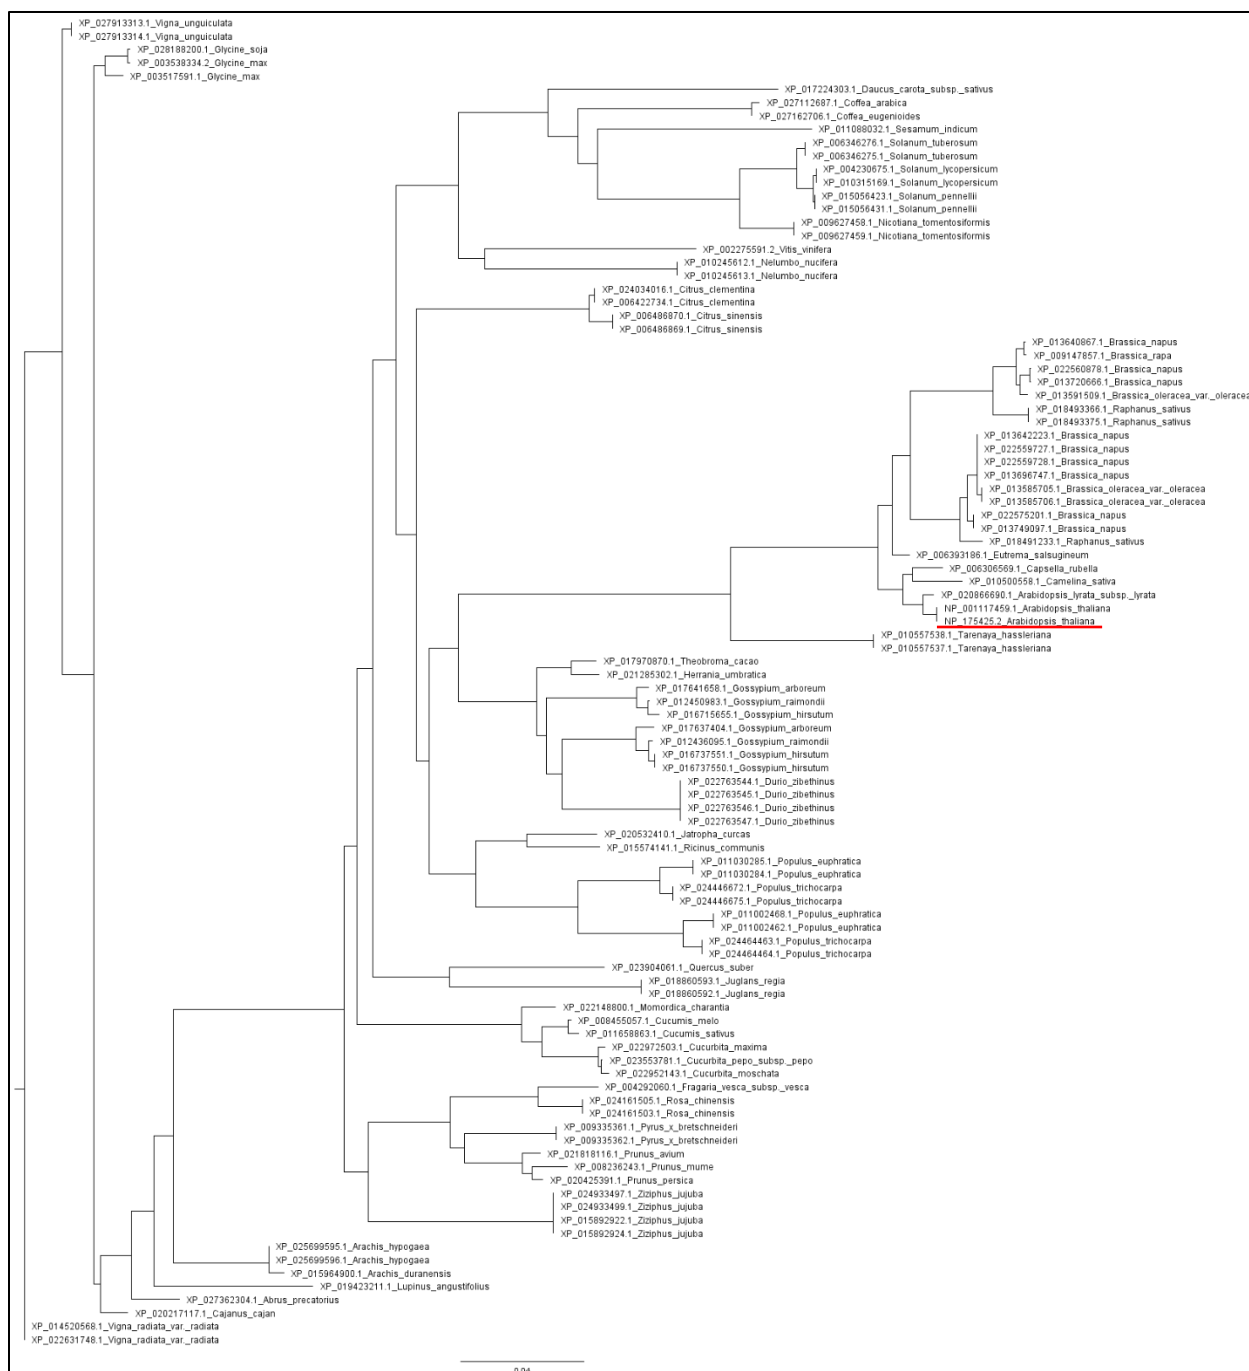 XP_027913313.1_Vigna_unguiculata
XP_027913314.1_Vigna_unguiculata
XP_028188200.1_Glycine_soja
XP_003538334.2_Glycine_max
XP_003517591.1_Glycine_max
XP_017224303.1_Daucus_carota_subsp._sativus
XP_027112687.1_Coffea_arabica
XP_027162706.1_Coffea_eugenioides
XP_011088032.1_Sesamum_indicum
XP_006346276.1_Solanum_tuberosum
XP_006346275.1_Solanum_tuberosum
XP_004230675.1_Solanum_lycopersicum
XP_010315169.1_Solanum_lycopersicum
XP_015056423.1_Solanum_pennellii
XP_015056431.1_Solanum_pennellii
XP_009627458.1_Nicotiana_tomentosiformis
XP_009627459.1_Nicotiana_tomentosiformis
XP_002275591.2_Vitis_vinifera
XP_010245612.1_Nelumbo_nucifera
XP_010245613.1_Nelumbo_nucifera
XP_024034016.1_Citrus_clementina
XP_006422734.1_Citrus_clementina
XP_006486870.1_Citrus_sinensis
XP_006486869.1_Citrus_sinensis
XP_013640867.1_Brassica_napus
XP_009147857.1_Brassica_rapa
XP_022560878.1_Brassica_napus
XP_013720666.1_Brassica_napus
XP_013591509.1_Brassica_oleracea_var._oleracea
XP_018493366.1_Raphanus_sativus
XP_018493375.1_Raphanus_sativus
XP_013642223.1_Brassica_napus
XP_022559727.1_Brassica_napus
XP_022559728.1_Brassica_napus
XP_013696747.1_Brassica_napus
XP_013585705.1_Brassica_oleracea_var._oleracea
XP_013585706.1_Brassica_oleracea_var._oleracea
XP_022575201.1_Brassica_napus
XP_013749097.1_Brassica_napus
XP_018491233.1_Raphanus_sativus
XP_006393186.1_Eutrema_salsugineum
XP_006306569.1_Capsella_rubella
XP_010500558.1_Camelina_sativa
XP_020866690.1_Arabidopsis_lyrata_subsp._lyrata
NP_001117459.1_Arabidopsis_thaliana
NP_175425.2_Arabidopsis_thaliana
XP_010557538.1_Tarenaya_hassleriana
XP_010557537.1_Tarenaya_hassleriana
XP_017970870.1_Theobroma_cacao
XP_021285302.1_Herrania_umbratica
XP_017641658.1_Gossypium_arboreum
XP_012450983.1_Gossypium_raimondii
XP_016715655.1_Gossypium_hirsutum
XP_017637404.1_Gossypium_arboreum
XP_012436095.1_Gossypium_raimondii
XP_016737551.1_Gossypium_hirsutum
XP_016737550.1_Gossypium_hirsutum
XP_022763544.1_Durio_zibethinus
XP_022763545.1_Durio_zibethinus
XP_022763546.1_Durio_zibethinus
XP_022763547.1_Durio_zibethinus
XP_020532410.1_Jatropha_curcas
XP_015574141.1_Ricinus_communis
XP_011030285.1_Populus_euphratica
XP_011030284.1_Populus_euphratica
XP_024446672.1_Populus_trichocarpa
XP_024446675.1_Populus_trichocarpa
XP_011002468.1_Populus_euphratica
XP_011002462.1_Populus_euphratica
XP_024464463.1_Populus_trichocarpa
XP_024464464.1_Populus_trichocarpa
XP_023904061.1_Quercus_suber
XP_018860593.1_Juglans_regia
XP_018860592.1_Juglans_regia
XP_022148800.1_Momordica_charantia
XP_008455057.1_Cucumis_melo
XP_011658863.1_Cucumis_sativus
XP_022972503.1_Cucurbita_maxima
XP_023553781.1_Cucurbita_pepo_subsp._pepo
XP_022952143.1_Cucurbita_moschata
XP_004292060.1_Fragaria_vesca_subsp._vesca
XP_024161505.1_Rosa_chinensis
XP_024161503.1_Rosa_chinensis
XP_009335361.1_Pyrus_x_bretschneideri
XP_009335362.1_Pyrus_x_bretschneideri
XP_021818116.1_Prunus_avium
XP_008236243.1_Prunus_mume
XP_020425391.1_Prunus_persica
XP_024933497.1_Ziziphus_jujuba
XP_024933499.1_Ziziphus_jujuba
XP_015892922.1_Ziziphus_jujuba
XP_015892924.1_Ziziphus_jujuba
XP_025699595.1_Arachis_hypogaea
XP_025699596.1_Arachis_hypogaea
XP_015964900.1_Arachis_duranensis
XP_019423211.1_Lupinus_angustifolius
XP_027362304.1_Abrus_precatorius
XP_020217117.1_Cajanus_cajan
XP_014520568.1_Vigna_radiata_var._radiata
XP_022631748.1_Vigna_radiata_var._radiata